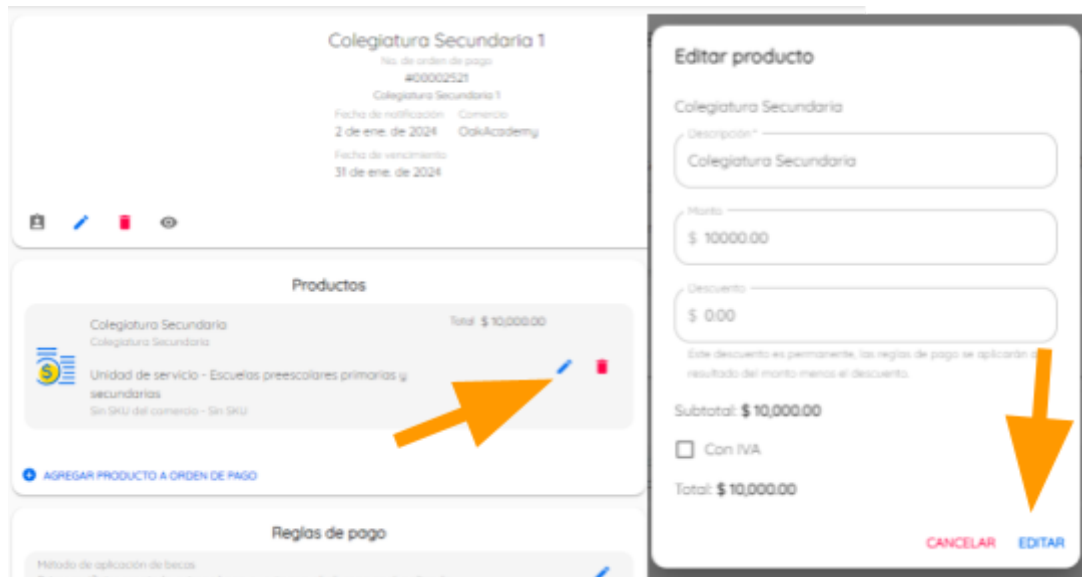 Colegiatura Secundaria 1
No. de orden de pago
#00002521
Colegiatura Secundaria 1
Fecha de notificación Comercio
2 de ene. de 2024 OakAcademy
Fecha de vencimiento
31 de ene. de 2024
Productos
Colegiatura Secundaria Total $ 10,000.00
Colegiatura Secundaria
Unidad de servicio - Escuelas preescolares primarias y
secundarias
Sin SKU del comercio - Sin SKU
AGREGAR PRODUCTO A ORDEN DE PAGO
Reglas de pago
Método de aplicación de becas
Editar producto
Colegiatura Secundaria
Descripción *
Colegiatura Secundaria
Monto
$ 10000.00
Descuento
$ 0.00
Este descuento es permanente, las reglas de pago se aplicarán
resultado del monto menos el descuento.
Subtotal: $ 10,000.00
Con IVA
Total: $ 10,000.00
CANCELAR EDITAR